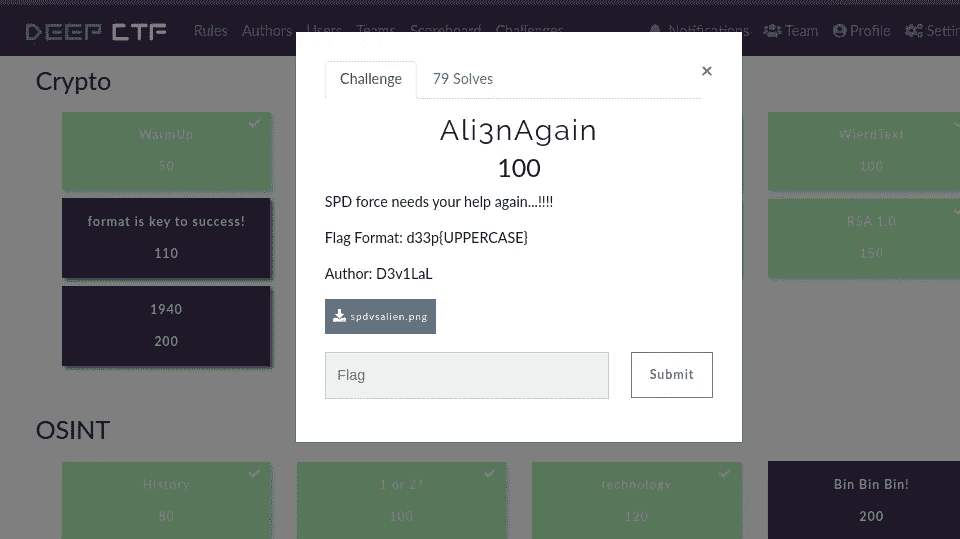 DEEP CTF Rules Authors Users Teams Scoreboard Challenges Notifications Team Profile Settin
Crypto
WarmUp
50
format is key to success!
110
1940
200
Challenge 79 Solves ×
Ali3nAgain
100
SPD force needs your help again...!!!!
Flag Format: d33p{UPPERCASE}
Author: D3v1LaL
spdvsalien.png
Flag Submit
WierdText
100
RSA 1.0
150
OSINT
History
80
1 or 2?
100
technology
120
Bin Bin Bin!
200